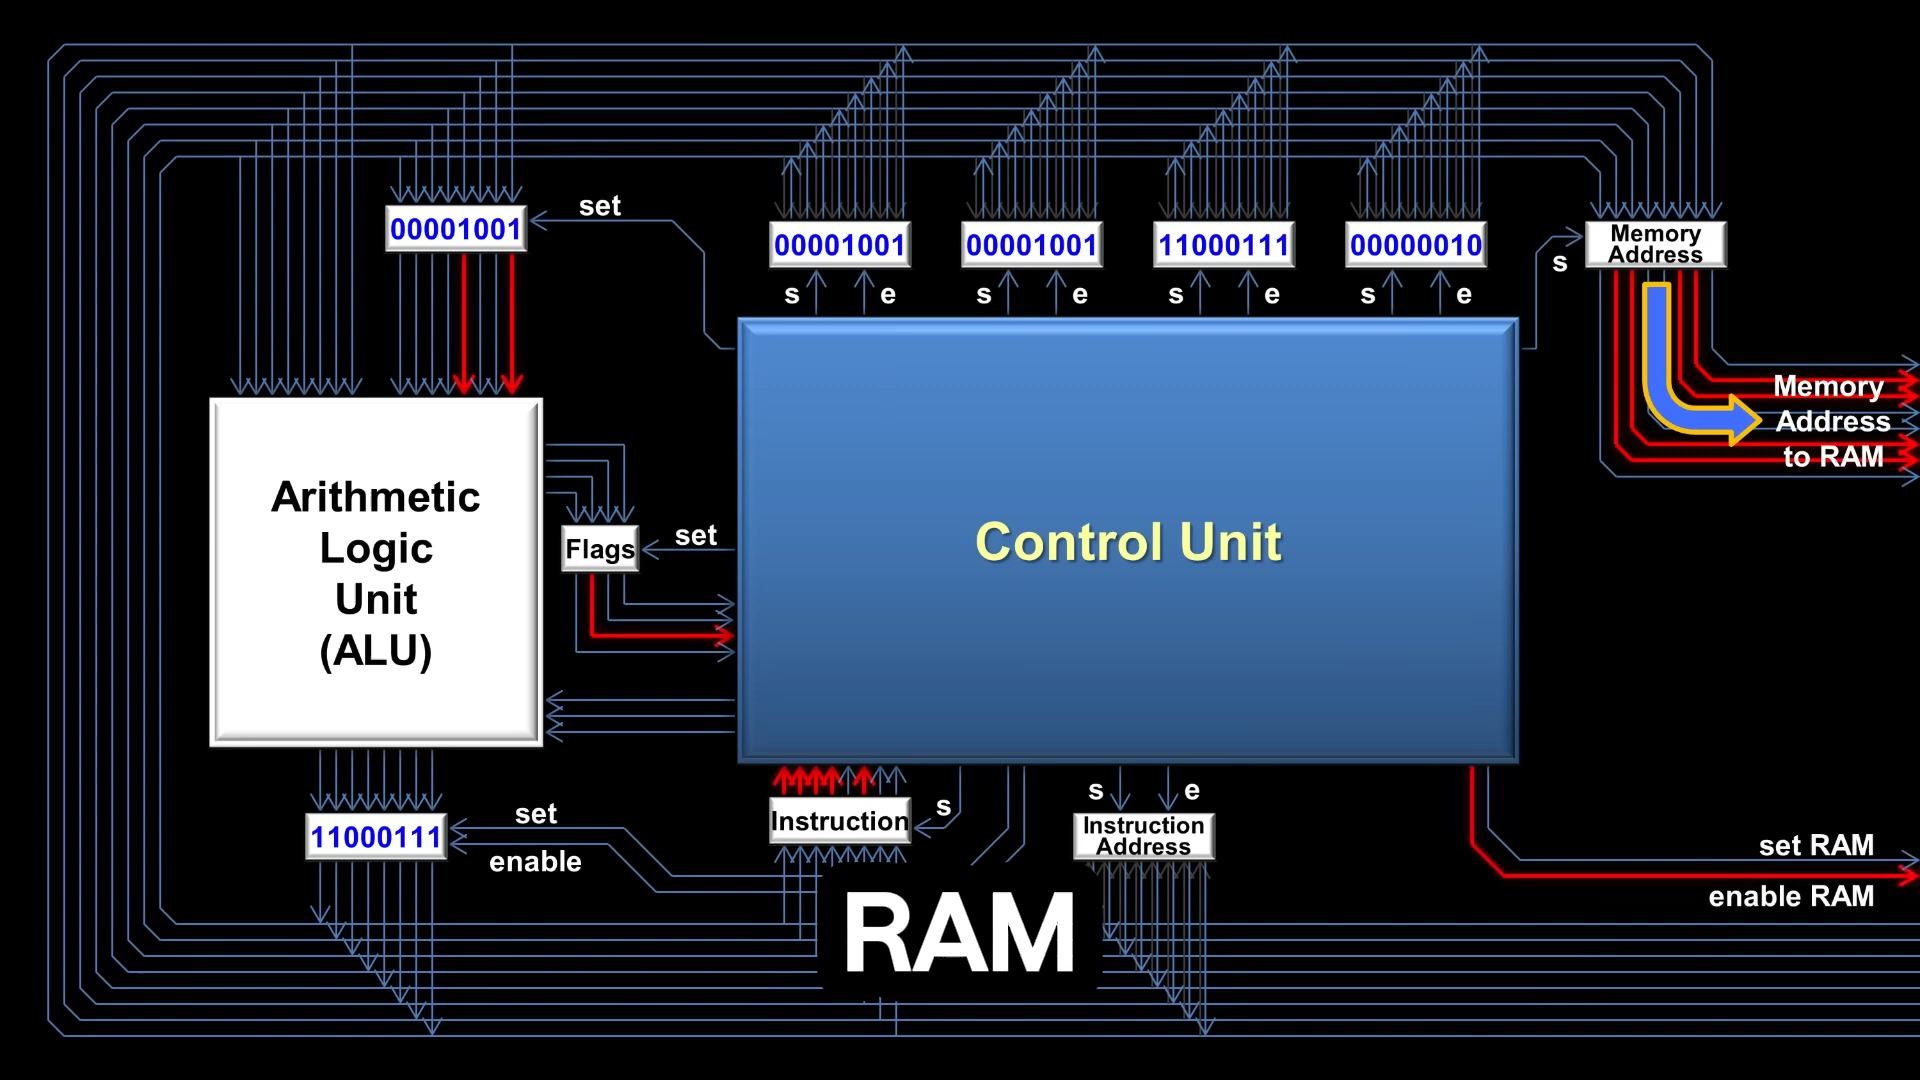 set
00001001
00001001
00001001
11000111
00000010
Memory
Address
s
s
e
s
e
s
e
s
e
Memory
Address
to RAM
Arithmetic
Logic
Unit
(ALU)
Flags
set
Control Unit
set
enable
11000111
Instruction
s
s
e
Instruction
Address
set RAM
enable RAM
RAM